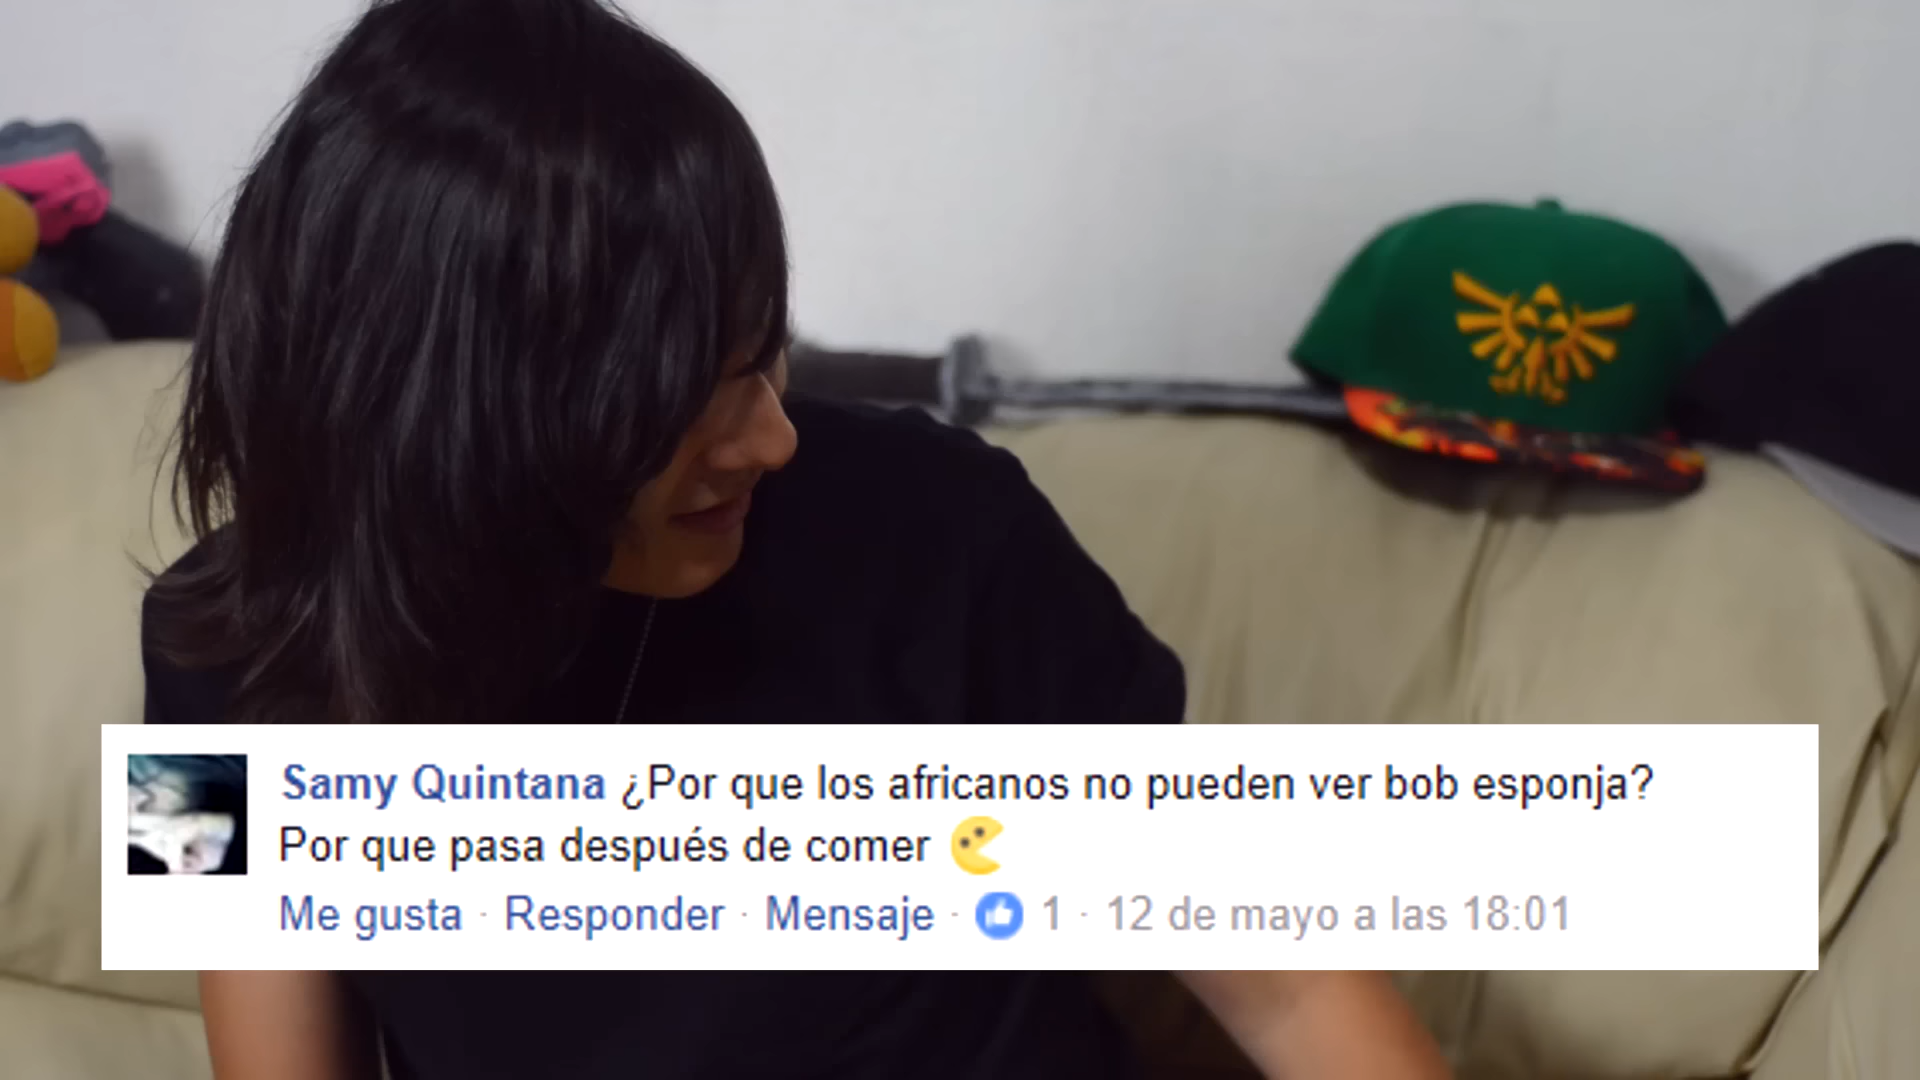 Samy Quintana ¿Por que los africanos no pueden ver bob esponja?
Por que pasa después de comer
Me gusta · Responder · Mensaje · 1 · 12 de mayo a las 18:01